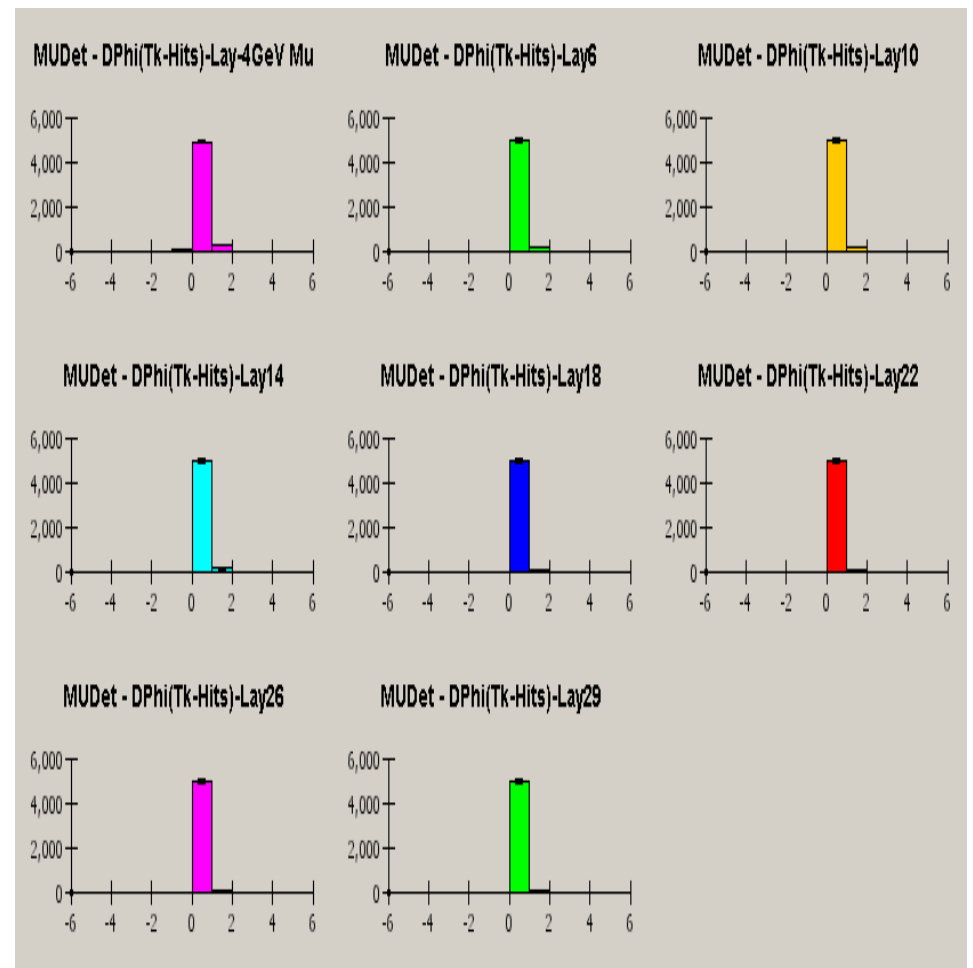 MUDet - DPhi(Tk-Hits)-Lay-4GeV Mu
6,000
4,000
2,000
0
-6 -4 -2 0 2 4 6
MUDet - DPhi(Tk-Hits)-Lay6
6,000
4,000
2,000
0
-6 -4 -2 0 2 4 6
MUDet - DPhi(Tk-Hits)-Lay10
6,000
4,000
2,000
0
-6 -4 -2 0 2 4 6
MUDet - DPhi(Tk-Hits)-Lay14
6,000
4,000
2,000
0
-6 -4 -2 0 2 4 6
MUDet - DPhi(Tk-Hits)-Lay18
6,000
4,000
2,000
0
-6 -4 -2 0 2 4 6
MUDet - DPhi(Tk-Hits)-Lay22
6,000
4,000
2,000
0
-6 -4 -2 0 2 4 6
MUDet - DPhi(Tk-Hits)-Lay26
6,000
4,000
2,000
0
-6 -4 -2 0 2 4 6
MUDet - DPhi(Tk-Hits)-Lay29
6,000
4,000
2,000
0
-6 -4 -2 0 2 4 6